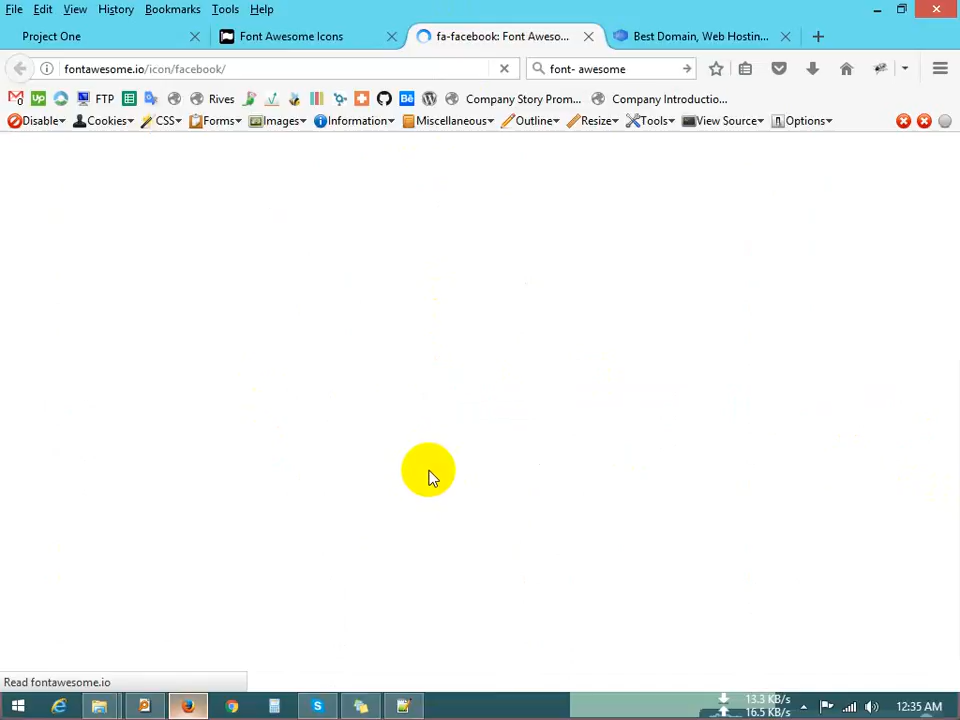 File Edit View History Bookmarks Tools Help
Project One
Font Awesome Icons
fa-facebook: Font Aweso...
Best Domain, Web Hostin...
fontawesome.io/icon/facebook/
font- awesome
Up FTP Rives Bē Company Story Prom... Company Introductio...
Disable Cookies CSS Forms Images Information Miscellaneous Outline Resize Tools View Source Options
Read fontawesome.io
13.3 KB/s
16.5 KB/s
12:35 AM